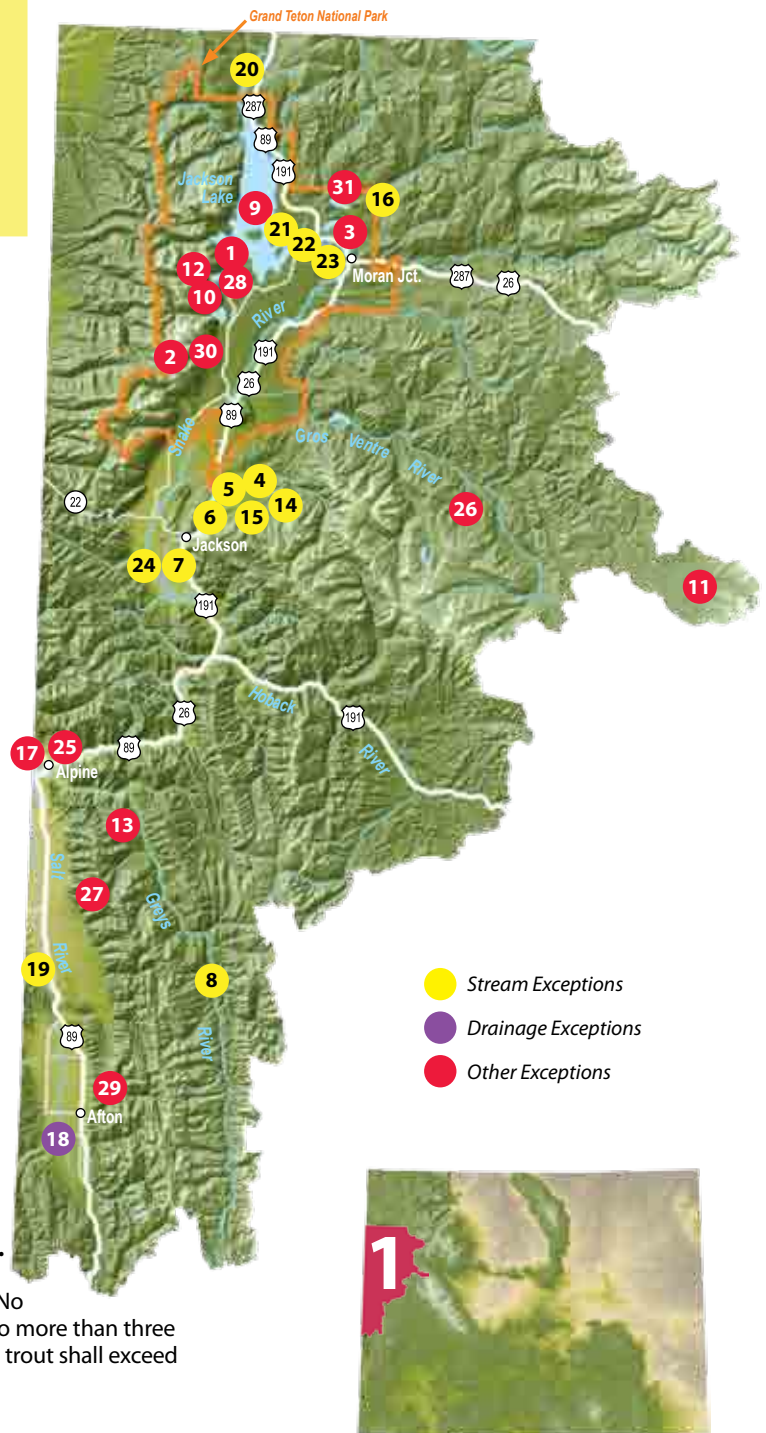 Grand Teton National Park
20
287
89
Jackson
Lake
191
31
16
9
21
3
22
1
23
12
Moran Jct.
28
287
26
10
River
2
30
191
26
89
Snake
Gros Ventre River
4
5
14
22
26
6
15
Jackson
24
7
11
191
Hoback
26
191
River
17
25
89
Alpine
13
Salt
27
Greys
River
19
8
Stream Exceptions
Drainage Exceptions
89
River
Other Exceptions
29
Afton
18
1
No
o more than three
trout shall exceed